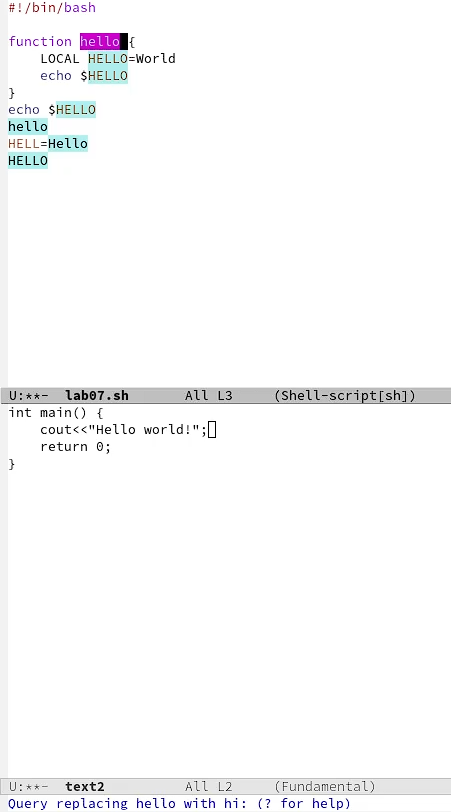 #!/bin/bash
function hello {
    LOCAL HELLO=World
    echo $HELLO
}
echo $HELLO
hello
HELL=Hello
HELLO
U:**-  lab07.sh       All L3     (Shell-script[sh])
int main() {
    cout<<"Hello world!";
    return 0;
}
U:**-  text2          All L2     (Fundamental)
Query replacing hello with hi: (? for help)